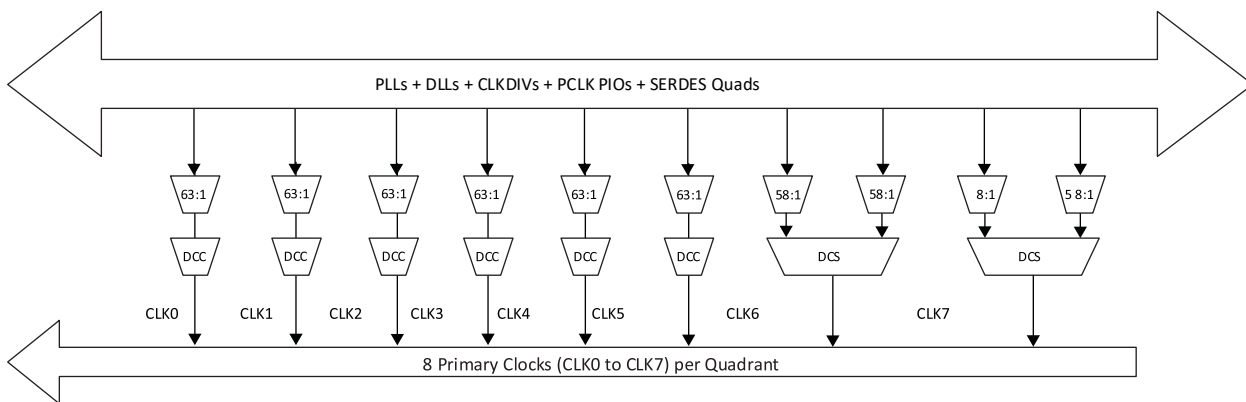 PLLs + DLLs + CLKDIVs + PCLK PIOs + SERDES Quads
63:1 63:1 63:1 63:1 63:1 63:1 58:1 58:1 8:1 5 8:1
DCC DCC DCC DCC DCC DCC DCS DCS
CLK0 CLK1 CLK2 CLK3 CLK4 CLK5 CLK6 CLK7
8 Primary Clocks (CLK0 to CLK7) per Quadrant